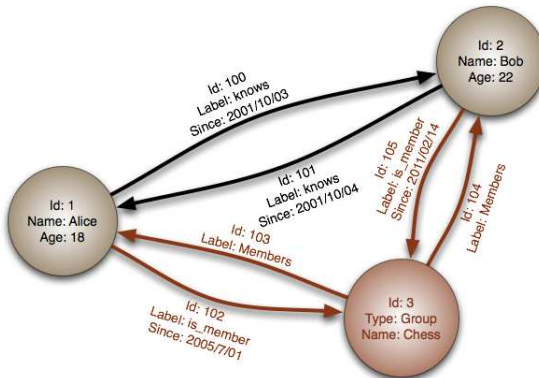 Id: 2
Name: Bob
Age: 22
Id: 100
Label: knows
Since: 2001/10/03
Id: 101
Label: knows
Since: 2001/10/04
Id: 105
Label: is_member
Since: 2011/02/14
Id: 104
Label: Members
Id: 1
Name: Alice
Age: 18
Id: 103
Label: Members
Id: 102
Label: is_member
Since: 2005/7/01
Id: 3
Type: Group
Name: Chess